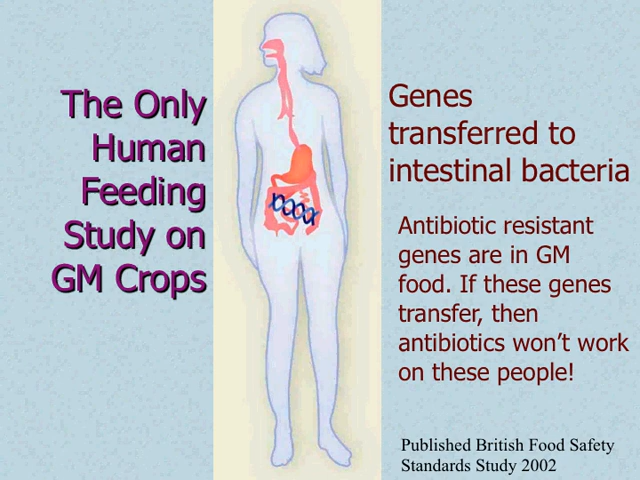 The Only
Human
Feeding
Study on
GM Crops
Genes
transferred to
intestinal bacteria
Antibiotic resistant
genes are in GM
food. If these genes
transfer, then
antibiotics won’t work
on these people!
Published British Food Safety
Standards Study 2002